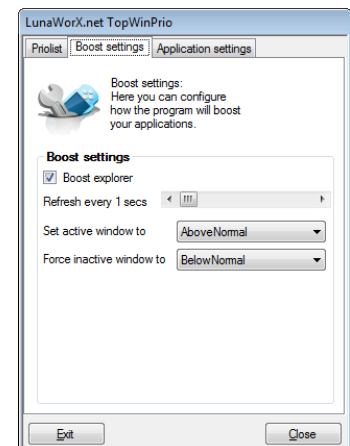 LunaWorX.net TopWinPrio
Priolist Boost settings Application settings
Boost settings:
Here you can configure
how the program will boost
your applications.
Boost settings
Boost explorer
Refresh every 1 secs
Set active window to AboveNormal
Force inactive window to BelowNormal
Exit Close